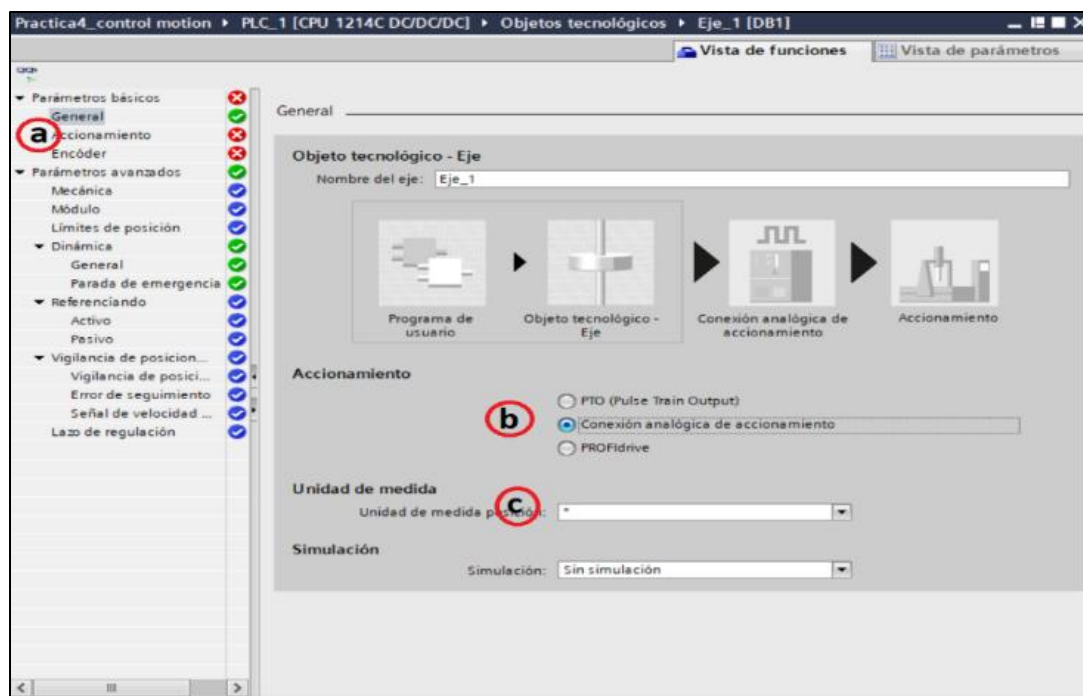 Practica4_control motion ▸ PLC_1 [CPU 1214C DC/DC/DC] ▸ Objetos tecnológicos ▸ Eje_1 [DB1]
Vista de funciones
Vista de parámetros
Parámetros básicos
General
a
Accionamiento
Encóder
Parámetros avanzados
Mecánica
Módulo
Límites de posición
Dinámica
General
Parada de emergencia
Referenciando
Activo
Pasivo
Vigilancia de posicion...
Vigilancia de posici...
Error de seguimiento
Señal de velocidad ...
Lazo de regulación
General
Objeto tecnológico - Eje
Nombre del eje: Eje_1
Programa de
usuario
Objeto tecnológico -
Eje
Conexión analógica de
accionamiento
Accionamiento
Accionamiento
PTO (Pulse Train Output)
b
Conexión analógica de accionamiento
PROFIdrive
Unidad de medida
c
Unidad de medida posición: °
Simulación
Simulación: Sin simulación